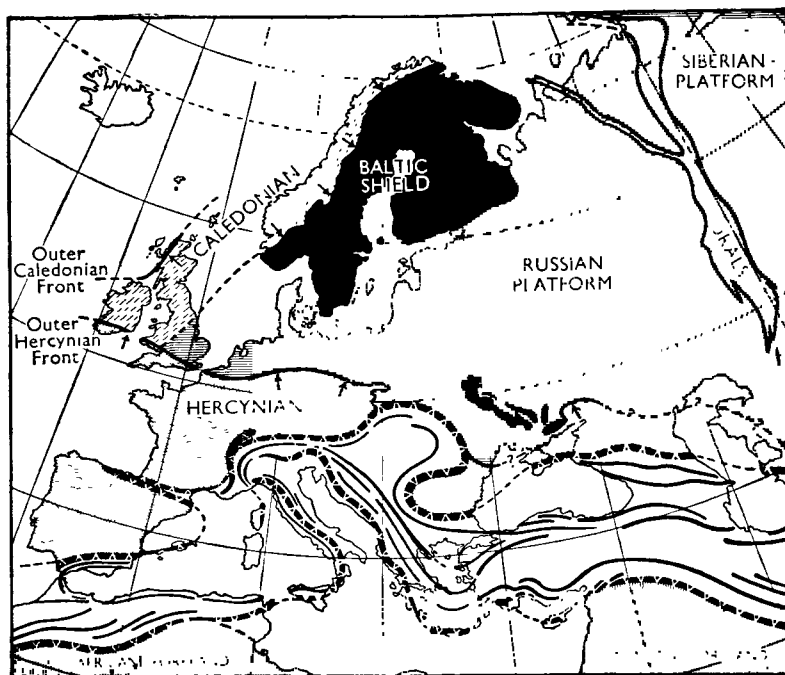 SIBERIAN
PLATFORM
BALTIC
SHIELD
CALEDONIAN
Outer
Caledonian
Front
RUSSIAN
PLATFORM
URALS
Outer
Hercynian
Front
HERCYNIAN